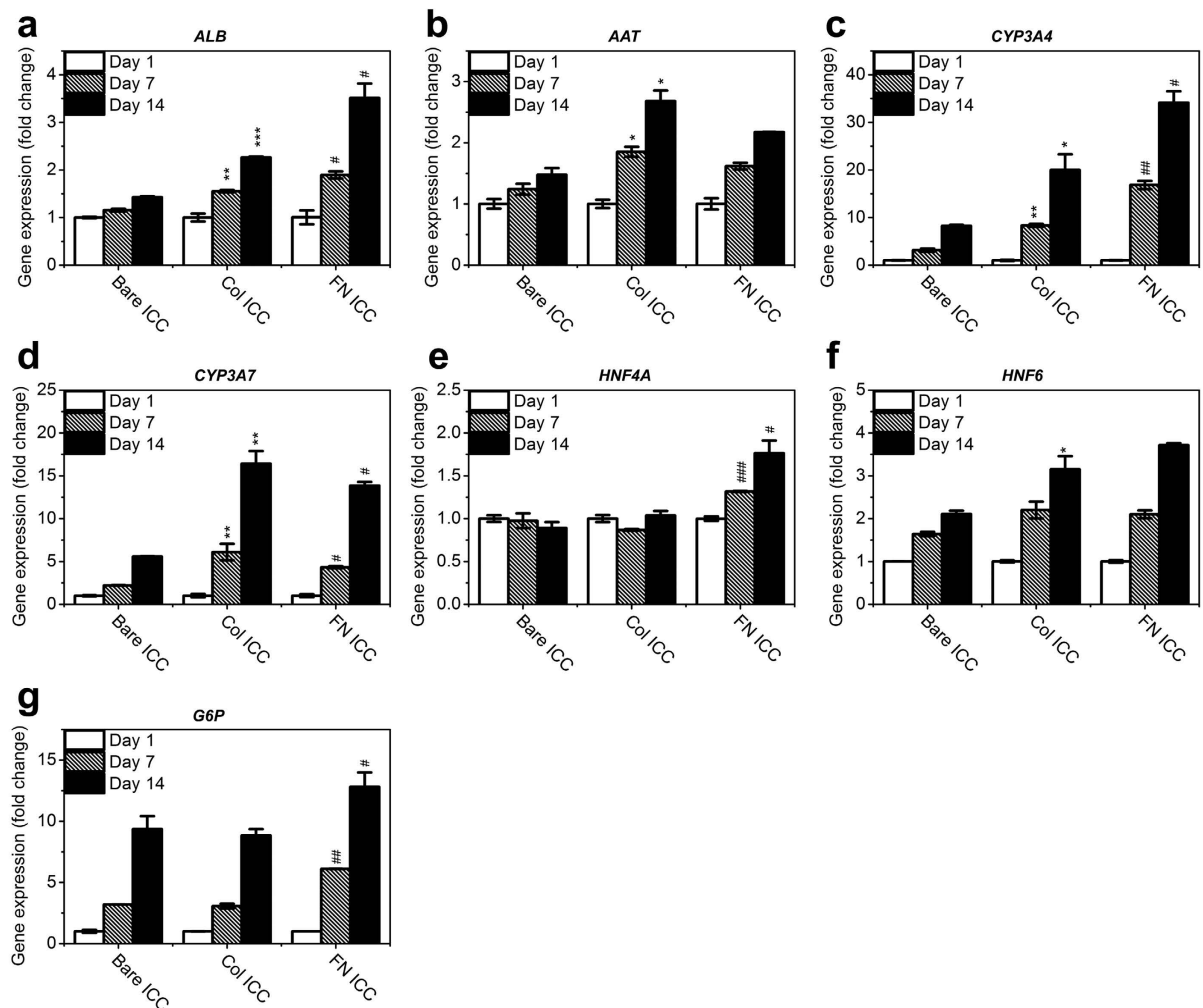 a
ALB
Gene expression (fold change)
Day 1
Day 7
Day 14
4
3
2
1
0
**
***
#
#
Bare ICC
Col ICC
FN ICC
b
AAT
Gene expression (fold change)
Day 1
Day 7
Day 14
3
2
1
0
*
*
Bare ICC
Col ICC
FN ICC
c
CYP3A4
Gene expression (fold change)
Day 1
Day 7
Day 14
40
30
20
10
0
**
*
##
#
Bare ICC
Col ICC
FN ICC
d
CYP3A7
Gene expression (fold change)
Day 1
Day 7
Day 14
25
20
15
10
5
0
**
**
#
#
Bare ICC
Col ICC
FN ICC
e
HNF4A
Gene expression (fold change)
Day 1
Day 7
Day 14
2.5
2.0
1.5
1.0
0.5
0.0
###
#
Bare ICC
Col ICC
FN ICC
f
HNF6
Gene expression (fold change)
Day 1
Day 7
Day 14
5
4
3
2
1
0
*
Bare ICC
Col ICC
FN ICC
g
G6P
Gene expression (fold change)
Day 1
Day 7
Day 14
15
10
5
0
##
#
Bare ICC
Col ICC
FN ICC